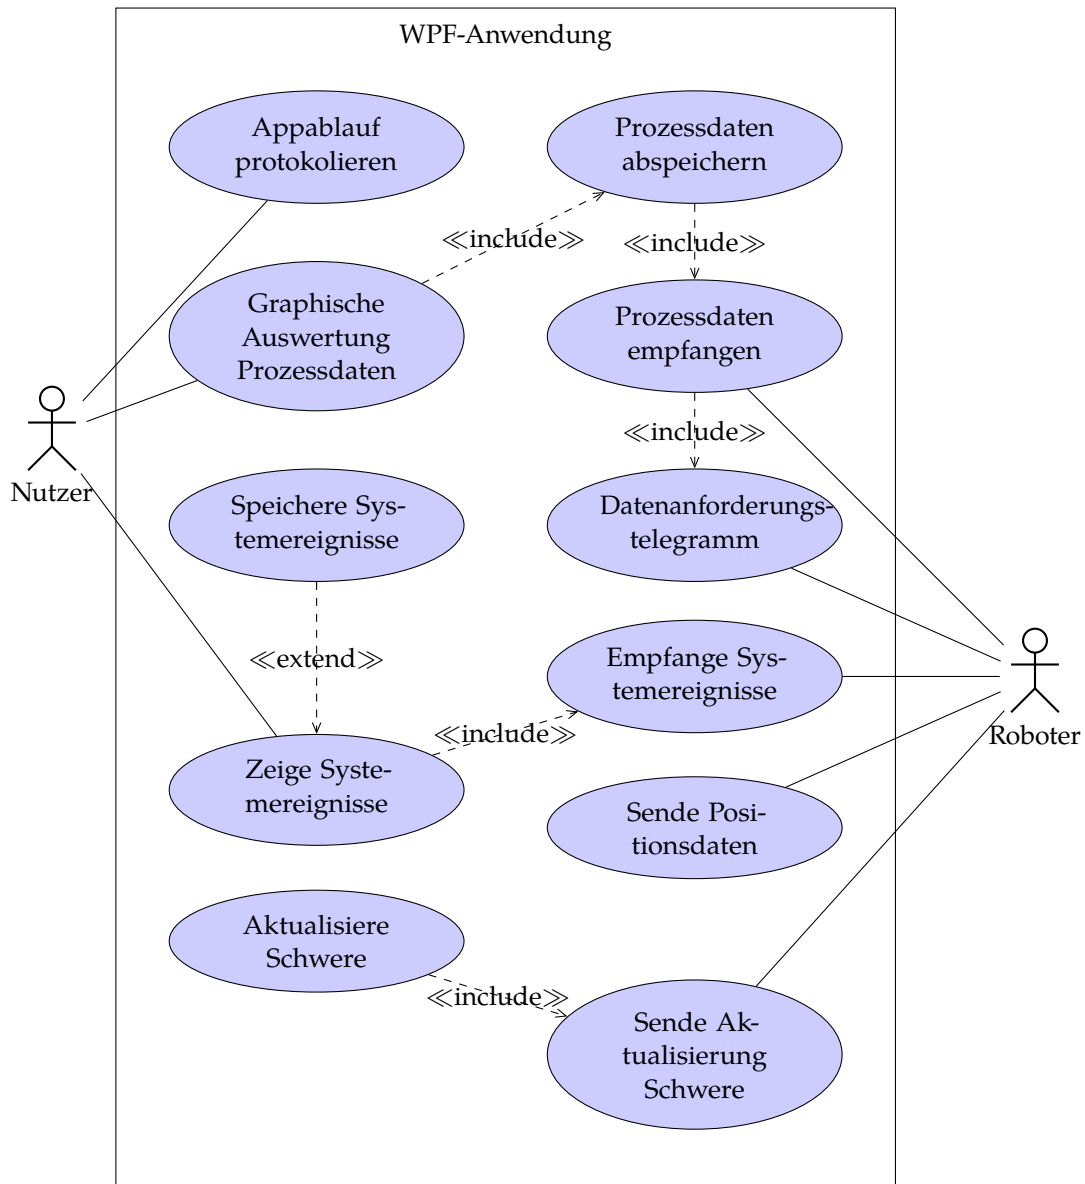 WPF-Anwendung
Appablauf
protokolieren
Prozessdaten
abspeichern
≪include≫
≪include≫
Graphische
Auswertung
Prozessdaten
Prozessdaten
empfangen
≪include≫
Nutzer
Speichere Sys-
temereignisse
Datenanforderungs-
telegramm
≪extend≫
Empfange Sys-
temereignisse
≪include≫
Roboter
Zeige Syste-
mereignisse
Sende Posi-
tionsdaten
Aktualisiere
Schwere
≪include≫
Sende Ak-
tualisierung
Schwere